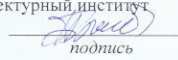 ектурный институт
подпись